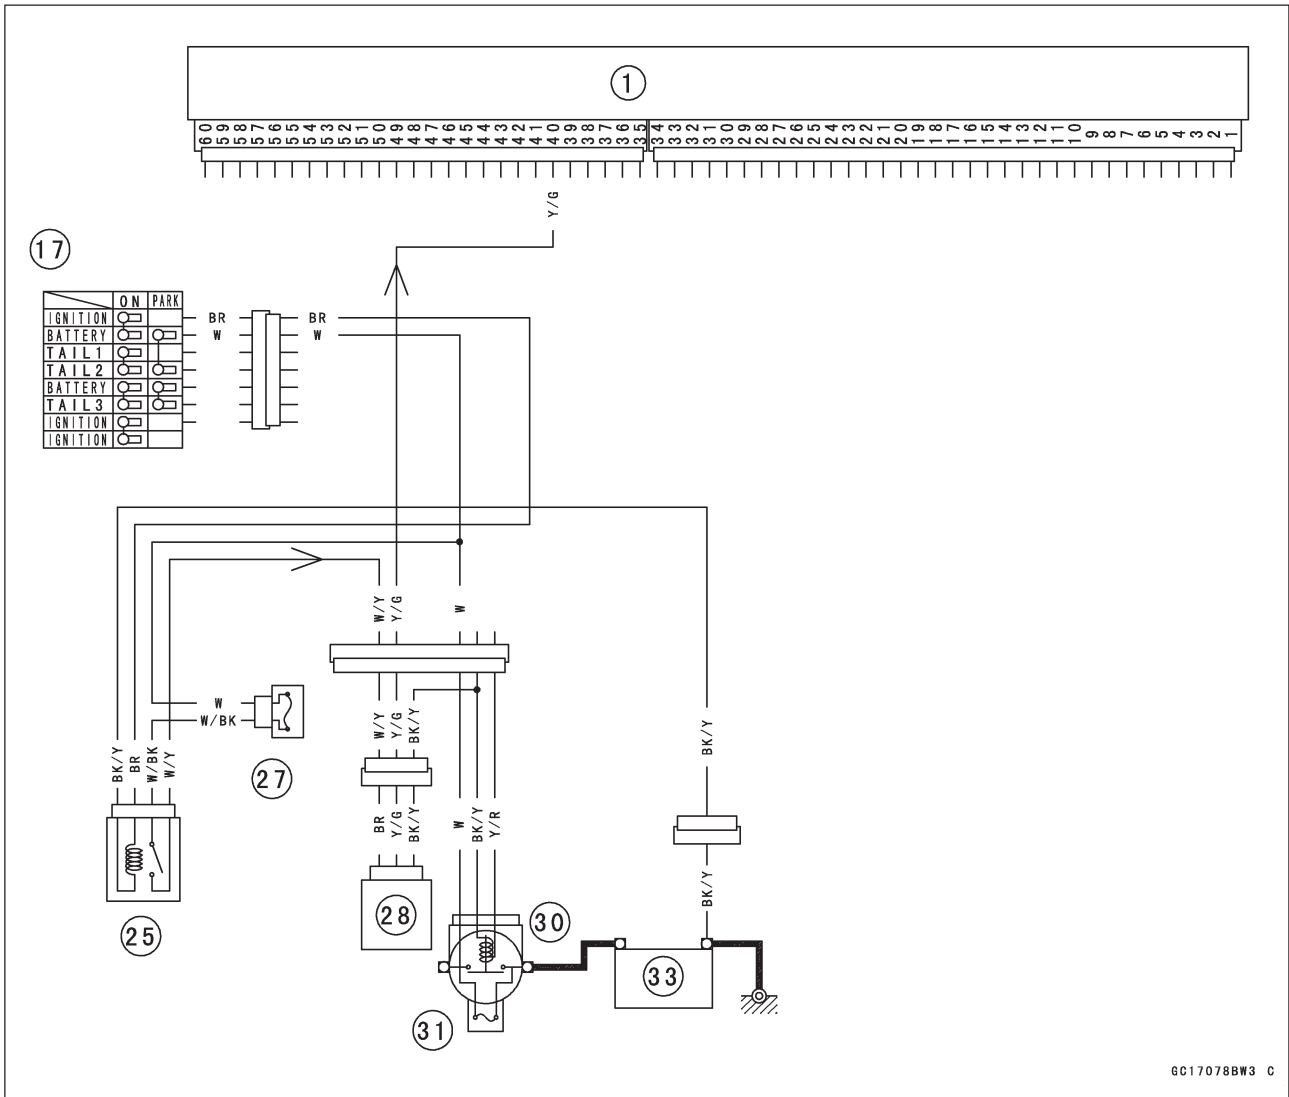 1
60 59 58 57 56 55 54 53 52 51 50 49 48 47 46 45 44 43 42 41 40 39 38 37 36 35 34 33 32 31 30 29 28 27 26 25 24 23 22 21 20 19 18 17 16 15 14 13 12 11 10 9 8 7 6 5 4 3 2 1
Y/G
17
ON PARK
IGNITION
BATTERY
TAIL1
TAIL2
BATTERY
TAIL3
IGNITION
IGNITION
BR BR
W W
W/Y Y/G W
W
W/BK
W/Y Y/G BK/Y
BK/Y
BK/Y BR W/BK W/Y
27
BR Y/G BK/Y
W BK/Y Y/R
BK/Y
25
28
30
33
31
GC17078BW3 C